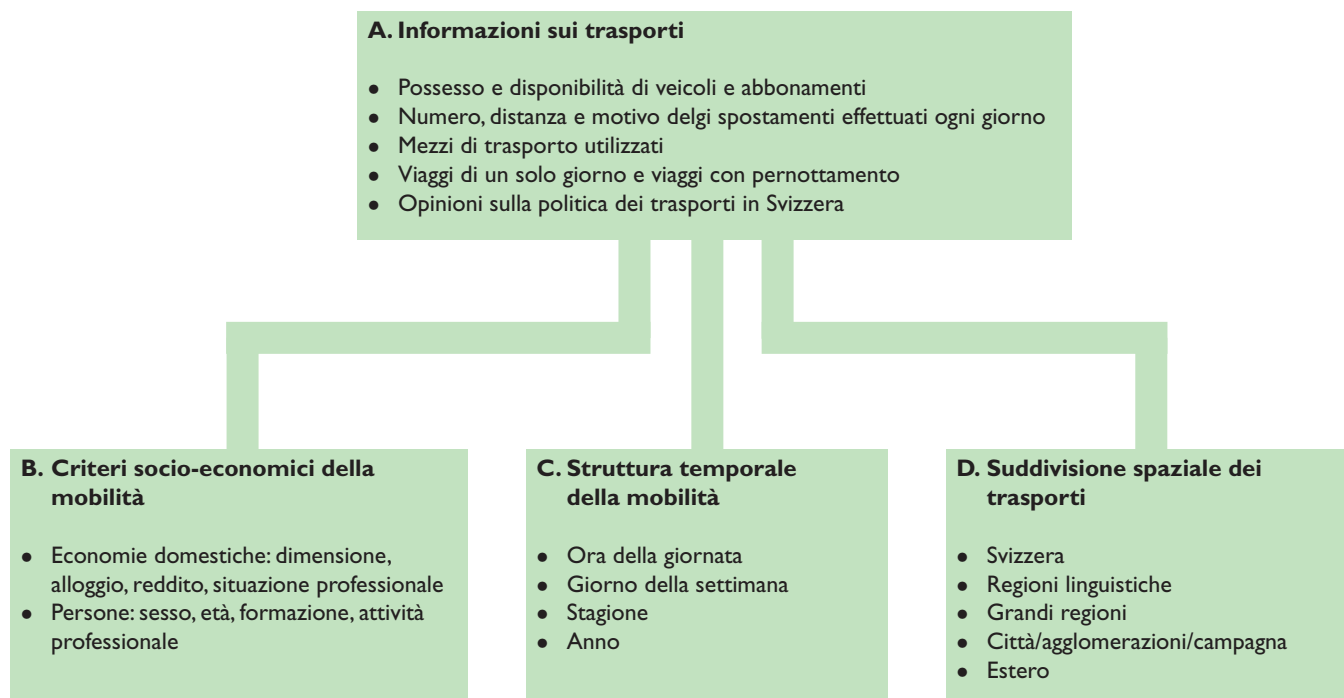 A. Informazioni sui trasporti
● Possesso e disponibilità di veicoli e abbonamenti
● Numero, distanza e motivo delgi spostamenti effettuati ogni giorno
● Mezzi di trasporto utilizzati
● Viaggi di un solo giorno e viaggi con pernottamento
● Opinioni sulla politica dei trasporti in Svizzera
B. Criteri socio-economici della
mobilità
● Economie domestiche: dimensione,
alloggio, reddito, situazione professionale
● Persone: sesso, età, formazione, attività
professionale
C. Struttura temporale
della mobilità
● Ora della giornata
● Giorno della settimana
● Stagione
● Anno
D. Suddivisione spaziale dei
trasporti
● Svizzera
● Regioni linguistiche
● Grandi regioni
● Città/agglomerazioni/campagna
● Estero